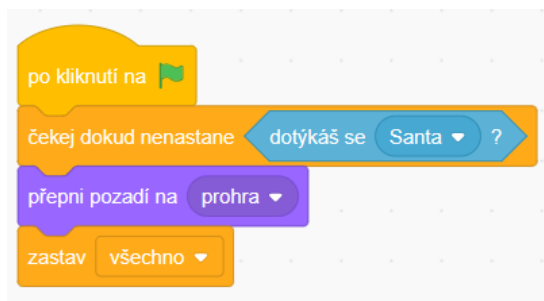 po kliknutí na
čekej dokud nenastane dotýkáš se Santa ?
přepni pozadí na prohra
zastav všechno